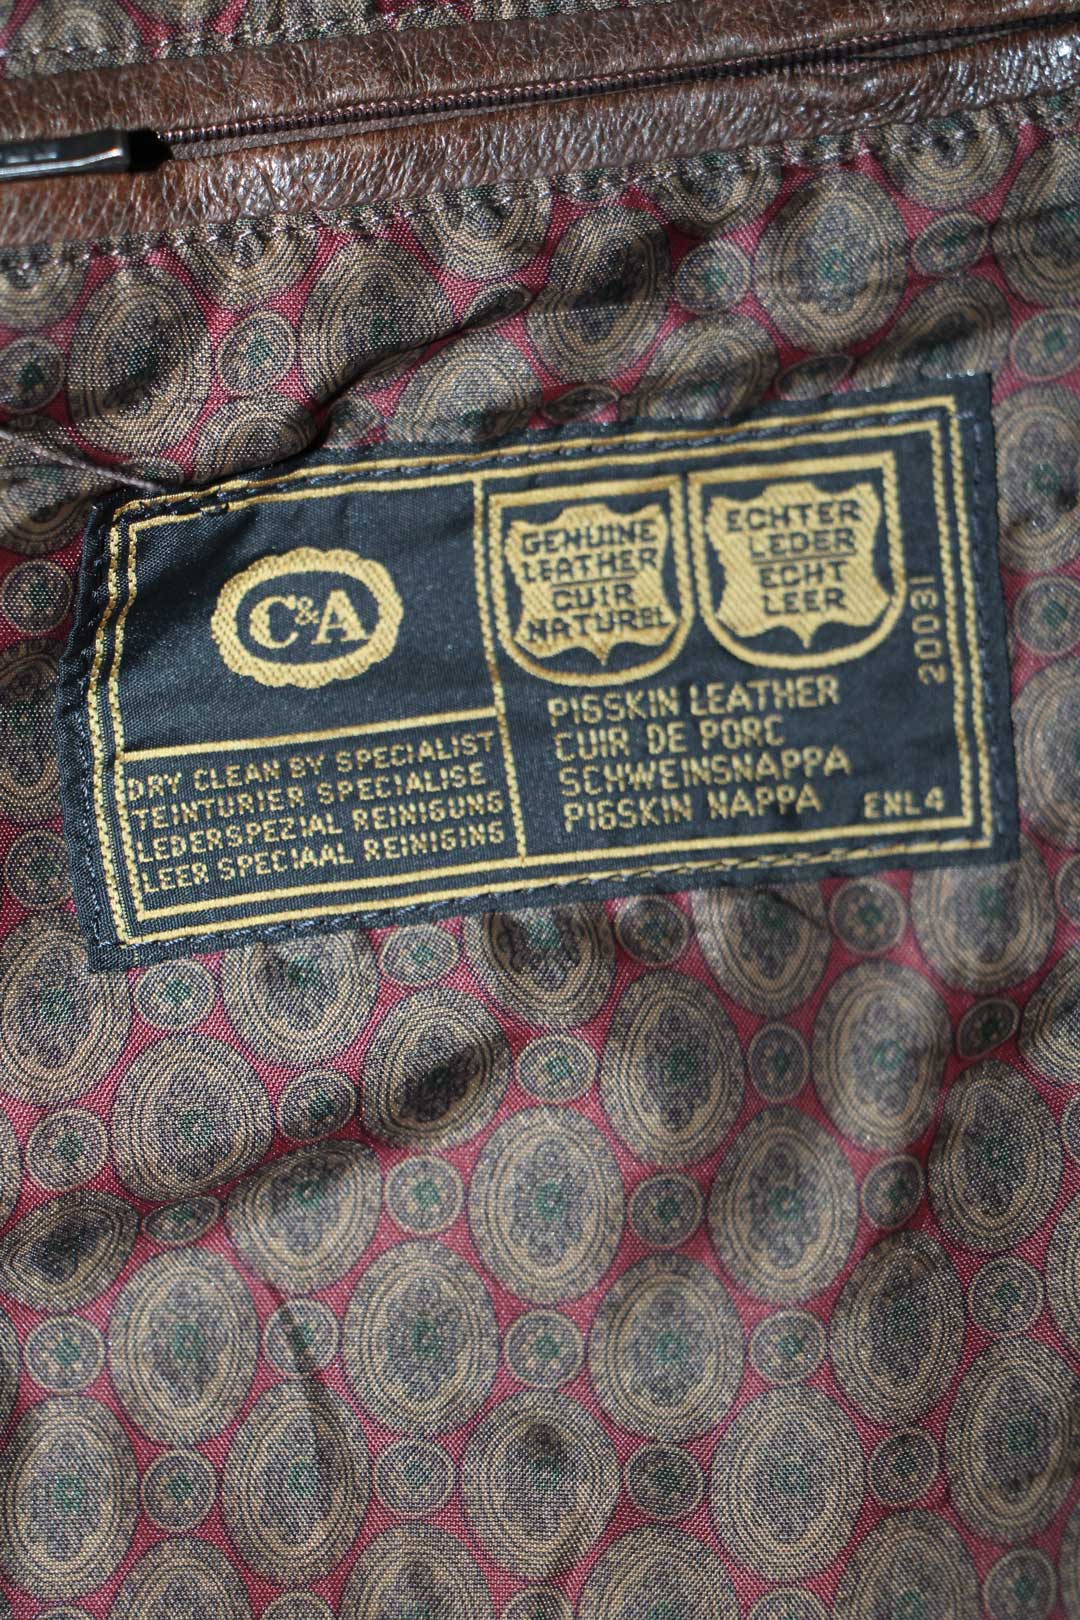 C&A
DRY CLEAN BY SPECIALIST
TEINTURIER SPECIALISE
LEDERSPEZIAL REINIGUNG
LEER SPECIAAL REINIGING
GENUINE
LEATHER
CUIR
NATUREL
ECHTER
LEDER
ECHT
LEER
PIGSKIN LEATHER
CUIR DE PORC
SCHWEINSNAPPA
PIGSKIN NAPPA
ENL4
20031